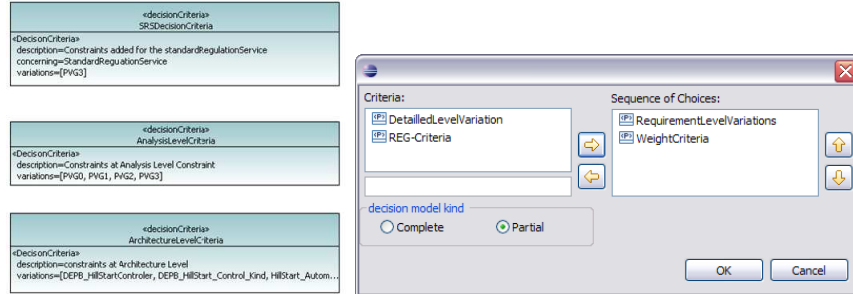 «decisionCriteria»
SRSDecisionCriteria
«DecisonCriteria»
description=Constraints added for the standardRegulationService
concerning=StandardReguationService
variations=[PVG3]
«decisionCriteria»
AnalysisLevelCriteria
«DecisonCriteria»
description=Constraints at Analysis Level Constraint
variations=[PVG0, PVG1, PVG2, PVG3]
«decisionCriteria»
ArchitectureLevelCriteria
«DecisonCriteria»
description=constraints at Architecture Level
variations=[DEPB_HillStartControler, DEPB_HillStart_Control_Kind, HillStart_Autom...
Criteria:
<P> DetailledLevelVariation
<P> REG-Criteria
Sequence of Choices:
<P> RequirementLevelVariations
<P> WeightCriteria
decision model kind
Complete
Partial
OK
Cancel